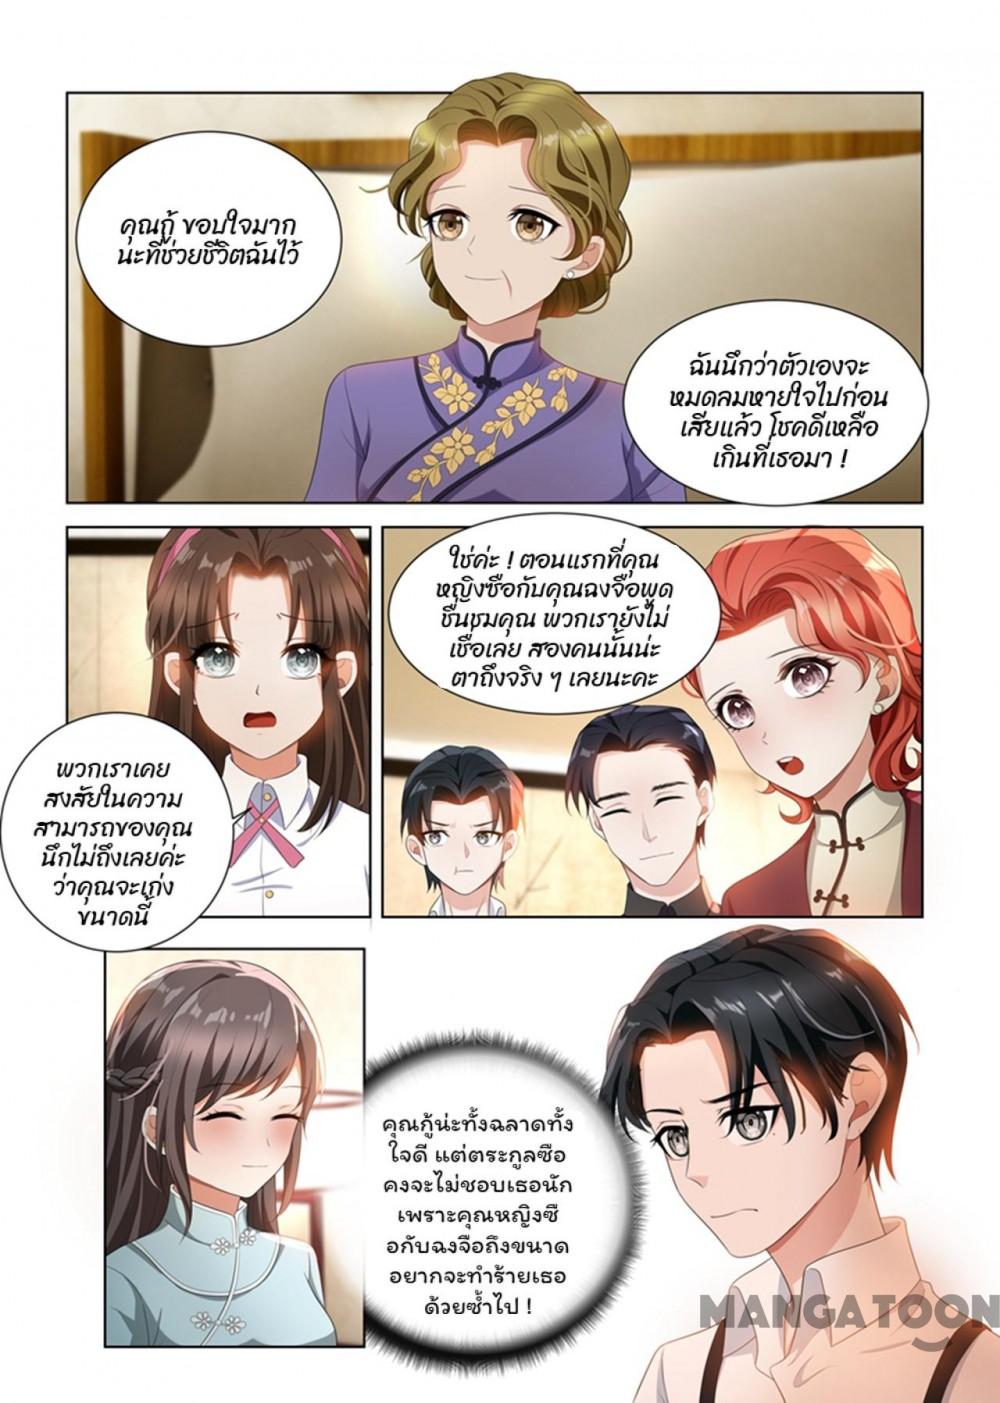 คุณกู้ ขอบใจมาก
นะที่ช่วยชีวิตฉันไว้
ฉันนึกว่าตัวเองจะ
หมดลมหายใจไปก่อน
เสียแล้ว โชคดีเหลือ
เกินที่เธอมา !
ใช่ค่ะ ! ตอนแรกที่คุณ
หญิงซือกับคุณฉงจือพูด
ชื่นชมคุณ พวกเรายังไม่
เชื่อเลย สองคนนั้นน่ะ
ตาถึงจริง ๆ เลยนะคะ
พวกเราเคย
สงสัยในความ
สามารถของคุณ
นึกไม่ถึงเลยค่ะ
ว่าคุณจะเก่ง
ขนาดนี้
คุณกู้น่ะทั้งฉลาดทั้ง
ใจดี แต่ตระกูลซือ
คงจะไม่ชอบเธอนัก
เพราะคุณหญิงซื
อกับฉงจือถึงขนาด
อยากจะทำร้ายเธอ
ด้วยซ้ำไป !
MANGATOON